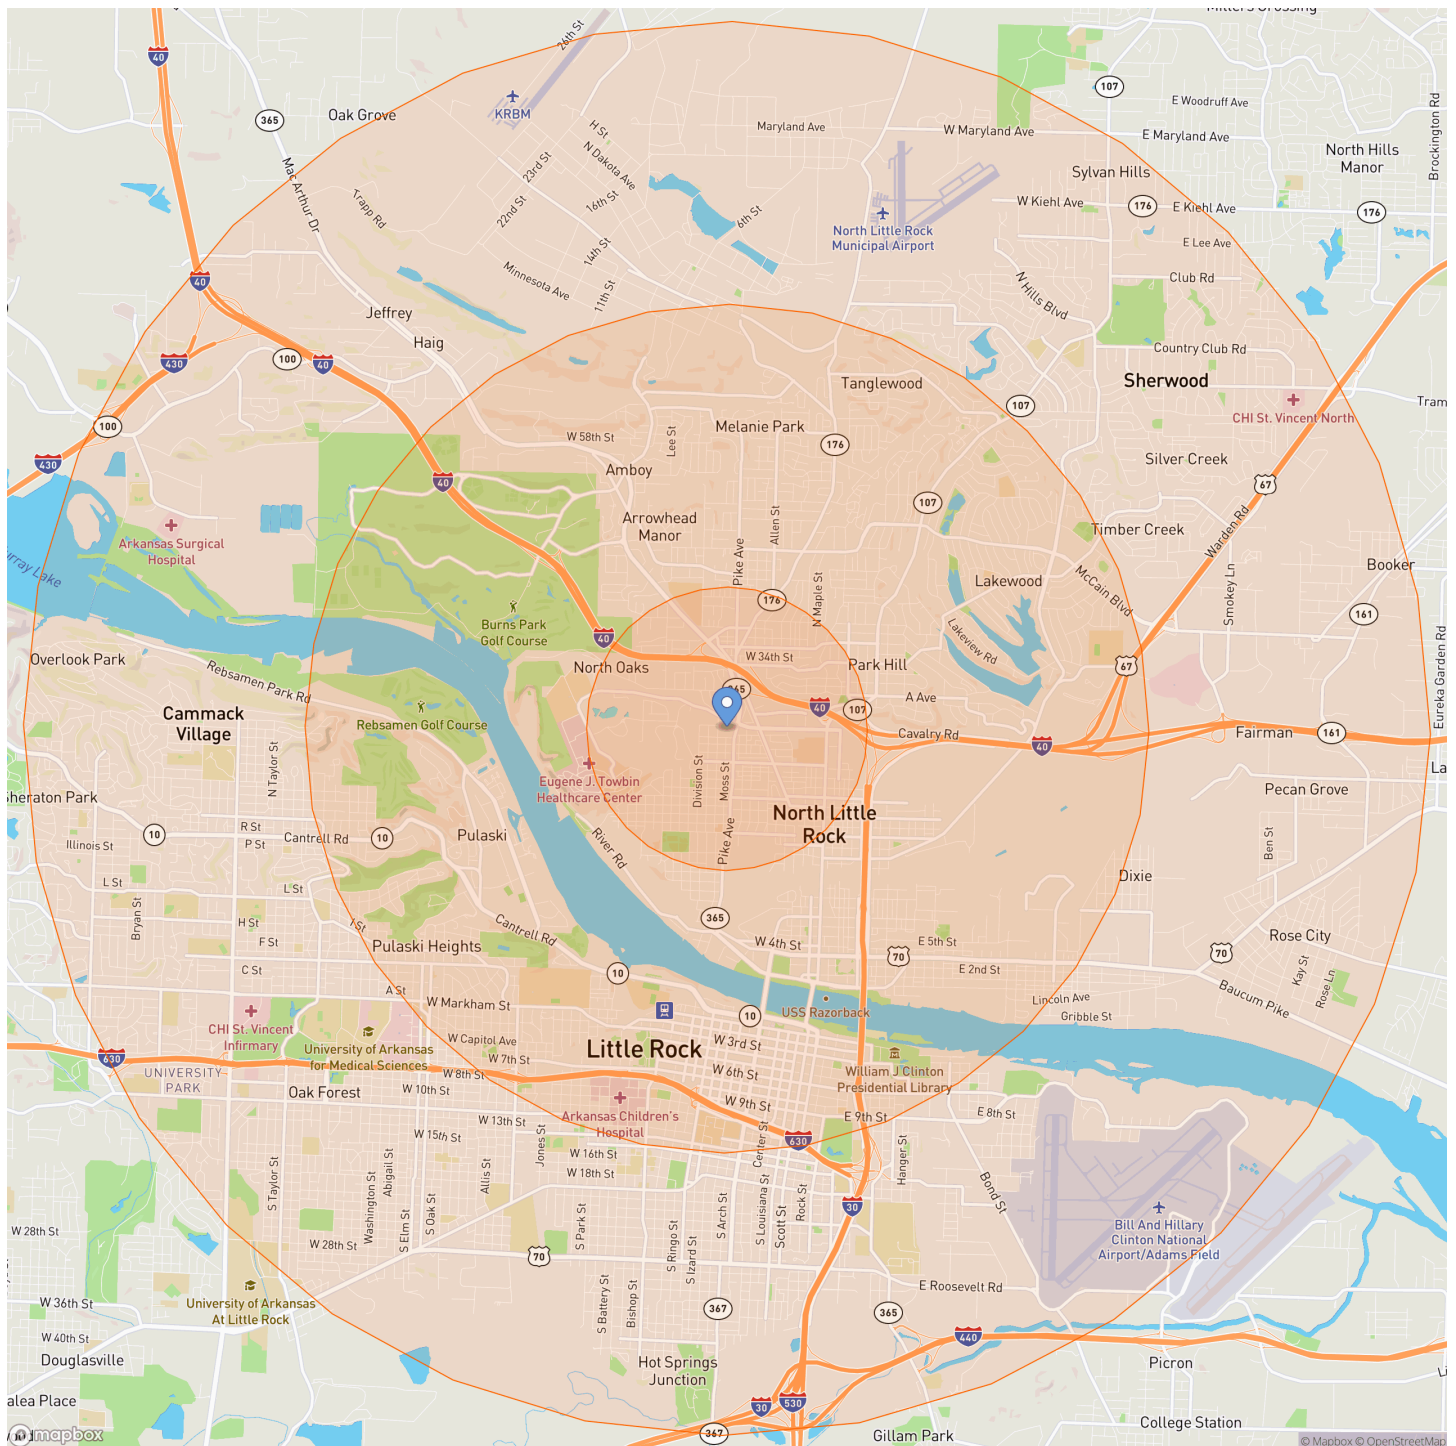 Millers Crossing
26th St
40
107
KRBM
E Woodruff Ave
365
Oak Grove
Maryland Ave
W Maryland Ave
E Maryland Ave
H St
N Dakota Ave
23rd St
Brockington Rd
North Hills
Manor
Mac Arthur Dr
Trapp Rd
22nd St
16th St
Sylvan Hills
W Kiehl Ave
176
E Kiehl Ave
176
6th St
North Little Rock
Municipal Airport
14th St
E Lee Ave
Minnesota Ave
11th St
40
Club Rd
N Hills Blvd
Jeffrey
Haig
430
100
40
Country Club Rd
Tanglewood
Sherwood
107
CHI St. Vincent North
Tram
100
Melanie Park
W 58th St
Lee St
176
430
Amboy
Silver Creek
40
67
107
Allen St
Arrowhead
Manor
Timber Creek
Warden Rd
Arkansas Surgical
Hospital
Pike Ave
urray Lake
Lakewood
McCain Blvd
Booker
Smokey Ln
176
N Maple St
161
Burns Park
Golf Course
40
Lakeview Rd
Eureka Garden Rd
Overlook Park
North Oaks
W 34th St
Park Hill
67
Rebsamen Park Rd
365
A Ave
40
107
Cammack
Village
Rebsamen Golf Course
Cavalry Rd
40
Fairman
161
N Taylor St
Eugene J. Towbin
Healthcare Center
Division St
Moss St
La
Sheraton Park
Pecan Grove
North Little
Rock
R St
P St
10
Cantrell Rd
10
Pulaski
River Rd
Pike Ave
Ben St
Illinois St
L St
L St
Dixie
Bryan St
365
H St
I St
Cantrell Rd
F St
Pulaski Heights
W 4th St
E 5th St
70
70
Rose City
C St
10
E 2nd St
Kay St
Rose Ln
A St
W Markham St
Baucum Pike
Lincoln Ave
Gribble St
USS Razorback
10
CHI St. Vincent
Infirmary
University of Arkansas
for Medical Sciences
W Capitol Ave
W 7th St
W 8th St
Little Rock
W 3rd St
630
UNIVERSITY
PARK
W 6th St
William J Clinton
Presidential Library
Oak Forest
W 10th St
W 9th St
W 13th St
Arkansas Children's
Hospital
E 9th St
E 8th St
W 15th St
Jones St
Center St
630
Hanger St
W 16th St
W 18th St
S Taylor St
Washington St
Abigail St
Allis St
Bond St
S Elm St
S Oak St
S Park St
S Ringo St
S Izard St
S Arch St
S Louisiana St
Scott St
Rock St
30
Bill And Hillary
Clinton National
Airport/Adams Field
W 28th St
W 28th St
70
E Roosevelt Rd
S Battery St
Bishop St
University of Arkansas
At Little Rock
W 36th St
367
365
W 40th St
440
Douglasville
Hot Springs
Junction
Picron
Li
alea Place
30
530
College Station
367
Gillam Park
mapbox
© Mapbox © OpenStreetMap